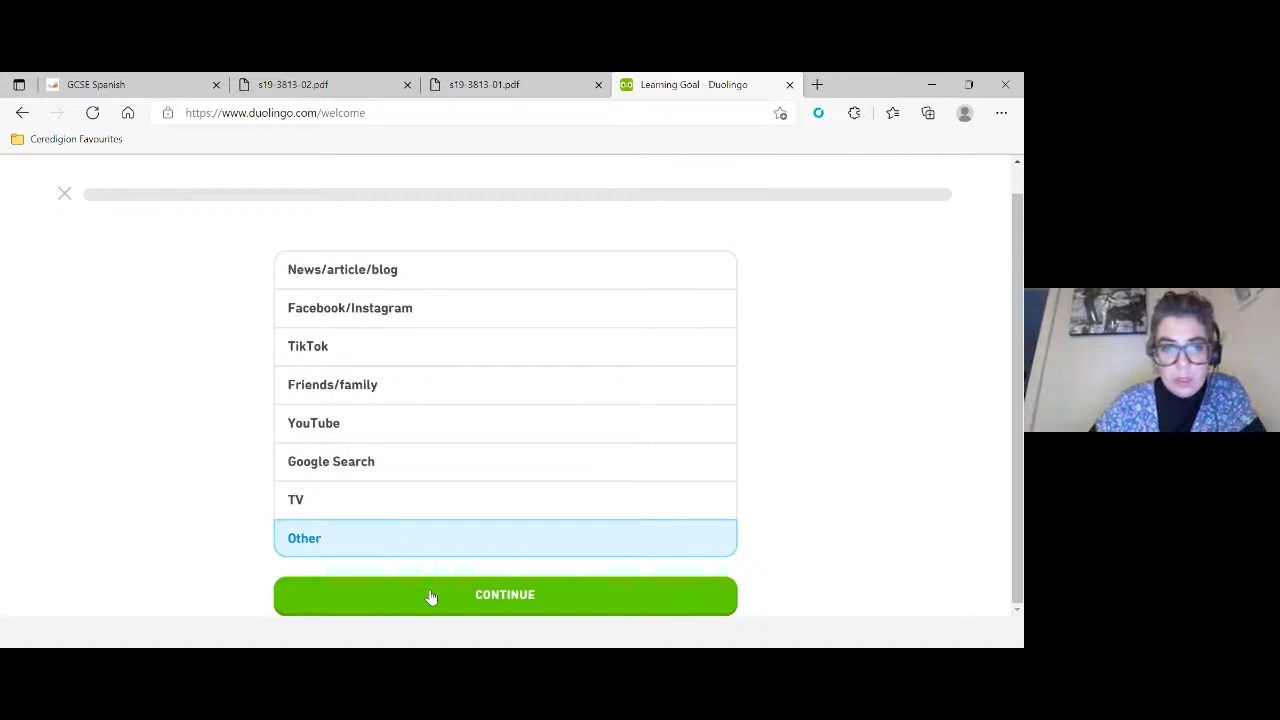 GCSE Spanish
s19-3813-02.pdf
s19-3813-01.pdf
Learning Goal - Duolingo
https://www.duolingo.com/welcome
Ceredigion Favourites
News/article/blog
Facebook/Instagram
TikTok
Friends/family
YouTube
Google Search
TV
Other
CONTINUE